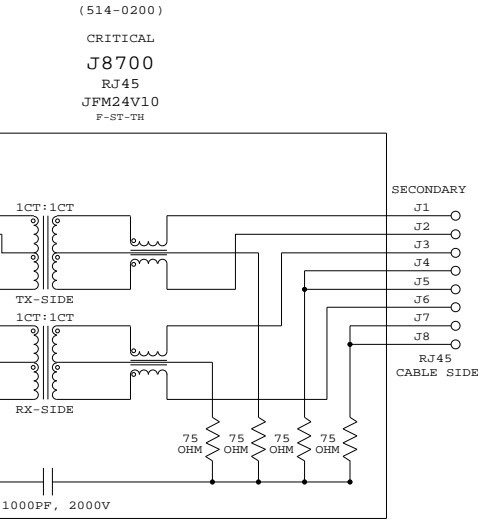 (514-0200)
CRITICAL
J8700
RJ45
JFM24V10
F-ST-TH
SECONDARY
1CT:1CT
J1
J2
J3
J4
J5
TX-SIDE
J6
1CT:1CT
J7
J8
RJ45
CABLE SIDE
RX-SIDE
75 75 75 75
OHM OHM OHM OHM
1000PF, 2000V